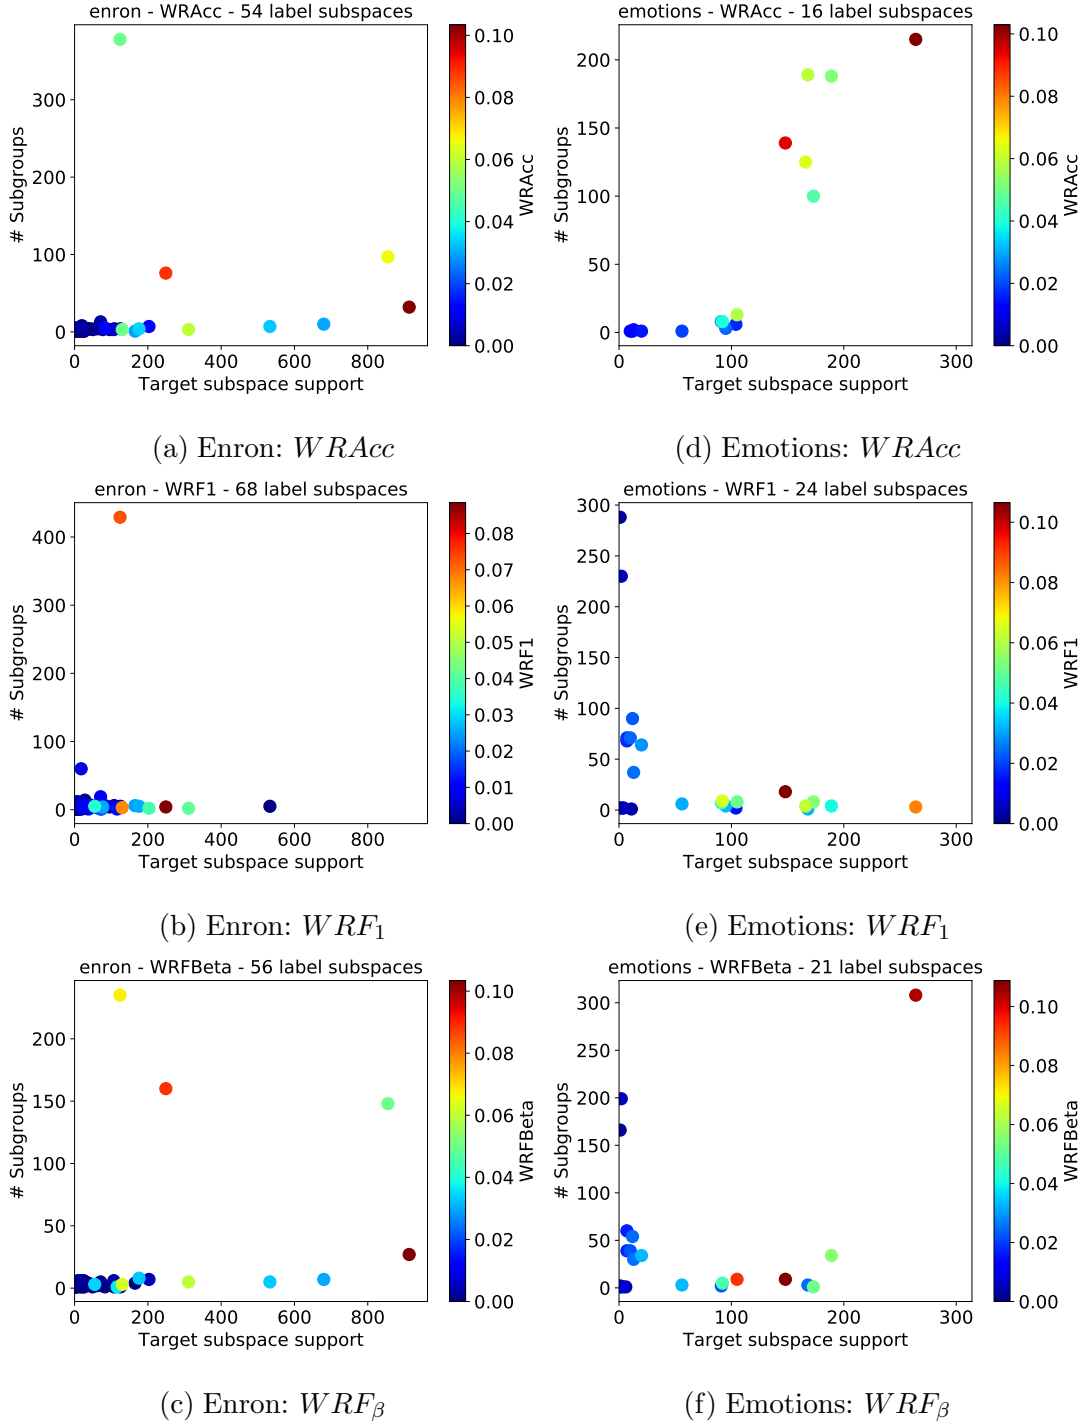 enron - WRAcc - 54 label subspaces
# Subgroups
300
200
100
0
0 200 400 600 800
Target subspace support
0.10
0.08
0.06
0.04
0.02
0.00
WRAcc
(a) Enron: WRAcc
emotions - WRAcc - 16 label subspaces
# Subgroups
200
150
100
50
0
0 100 200 300
Target subspace support
0.10
0.08
0.06
0.04
0.02
0.00
WRAcc
(d) Emotions: WRAcc
enron - WRF1 - 68 label subspaces
# Subgroups
400
300
200
100
0
0 200 400 600 800
Target subspace support
0.08
0.07
0.06
0.05
0.04
0.03
0.02
0.01
0.00
WRF1
(b) Enron: WRF₁
emotions - WRF1 - 24 label subspaces
# Subgroups
300
250
200
150
100
50
0
0 100 200 300
Target subspace support
0.10
0.08
0.06
0.04
0.02
0.00
WRF1
(e) Emotions: WRF₁
enron - WRFBeta - 56 label subspaces
# Subgroups
200
150
100
50
0
0 200 400 600 800
Target subspace support
0.10
0.08
0.06
0.04
0.02
0.00
WRFBeta
(c) Enron: WRFᵦ
emotions - WRFBeta - 21 label subspaces
# Subgroups
300
250
200
150
100
50
0
0 100 200 300
Target subspace support
0.10
0.08
0.06
0.04
0.02
0.00
WRFBeta
(f) Emotions: WRFᵦ